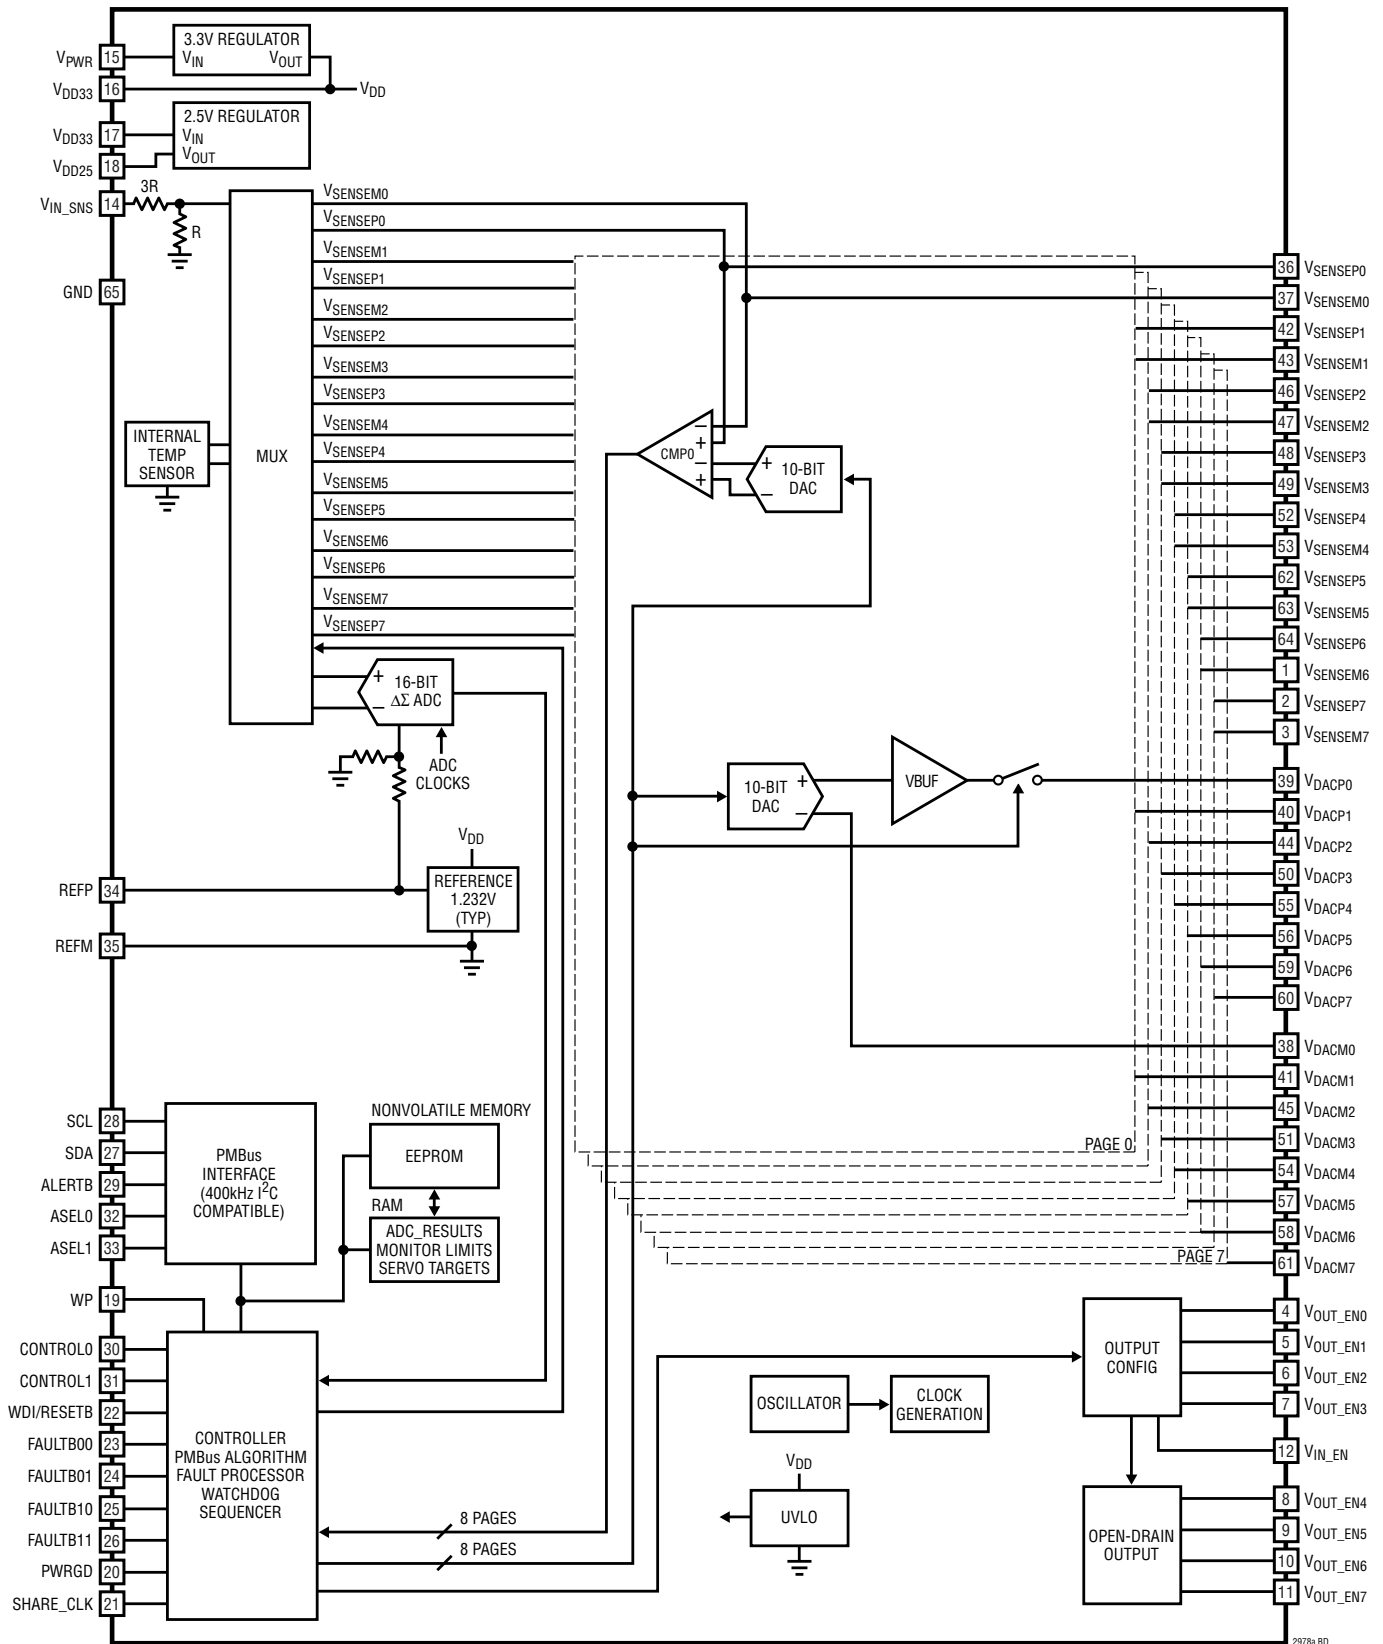 3.3V REGULATOR
VIN VOUT
VPWR 15
VDD33 16
VDD
2.5V REGULATOR
VIN
VOUT
VDD33 17
VDD25 18
VIN_SNS 14
3R
R
GND 65
INTERNAL
TEMP
SENSOR
MUX
VSENSEM0
VSENSEP0
VSENSEM1
VSENSEP1
VSENSEM2
VSENSEP2
VSENSEM3
VSENSEP3
VSENSEM4
VSENSEP4
VSENSEM5
VSENSEP5
VSENSEM6
VSENSEP6
VSENSEM7
VSENSEP7
–
+
–
+
CMP0
+
–
10-BIT
DAC
+
–
16-BIT
ΔΣ ADC
ADC
CLOCKS
10-BIT
DAC
+
–
VBUF
VDD
REFERENCE
1.232V
(TYP)
REFP 34
REFM 35
36 VSENSEP0
37 VSENSEM0
42 VSENSEP1
43 VSENSEM1
46 VSENSEP2
47 VSENSEM2
48 VSENSEP3
49 VSENSEM3
52 VSENSEP4
53 VSENSEM4
62 VSENSEP5
63 VSENSEM5
64 VSENSEP6
1 VSENSEM6
2 VSENSEP7
3 VSENSEM7
39 VDACP0
40 VDACP1
44 VDACP2
50 VDACP3
55 VDACP4
56 VDACP5
59 VDACP6
60 VDACP7
38 VDACM0
41 VDACM1
45 VDACM2
51 VDACM3
54 VDACM4
57 VDACM5
58 VDACM6
61 VDACM7
PAGE 0
PAGE 7
SCL 28
SDA 27
ALERTB 29
ASEL0 32
ASEL1 33
PMBus
INTERFACE
(400kHz I2C
COMPATIBLE)
NONVOLATILE MEMORY
EEPROM
RAM
ADC_RESULTS
MONITOR LIMITS
SERVO TARGETS
WP 19
CONTROL0 30
CONTROL1 31
WDI/RESETB 22
FAULTB00 23
FAULTB01 24
FAULTB10 25
FAULTB11 26
PWRGD 20
SHARE_CLK 21
CONTROLLER
PMBus ALGORITHM
FAULT PROCESSOR
WATCHDOG
SEQUENCER
8 PAGES
8 PAGES
OSCILLATOR
CLOCK
GENERATION
VDD
UVLO
OUTPUT
CONFIG
OPEN-DRAIN
OUTPUT
4 VOUT_EN0
5 VOUT_EN1
6 VOUT_EN2
7 VOUT_EN3
12 VIN_EN
8 VOUT_EN4
9 VOUT_EN5
10 VOUT_EN6
11 VOUT_EN7
2978a BD